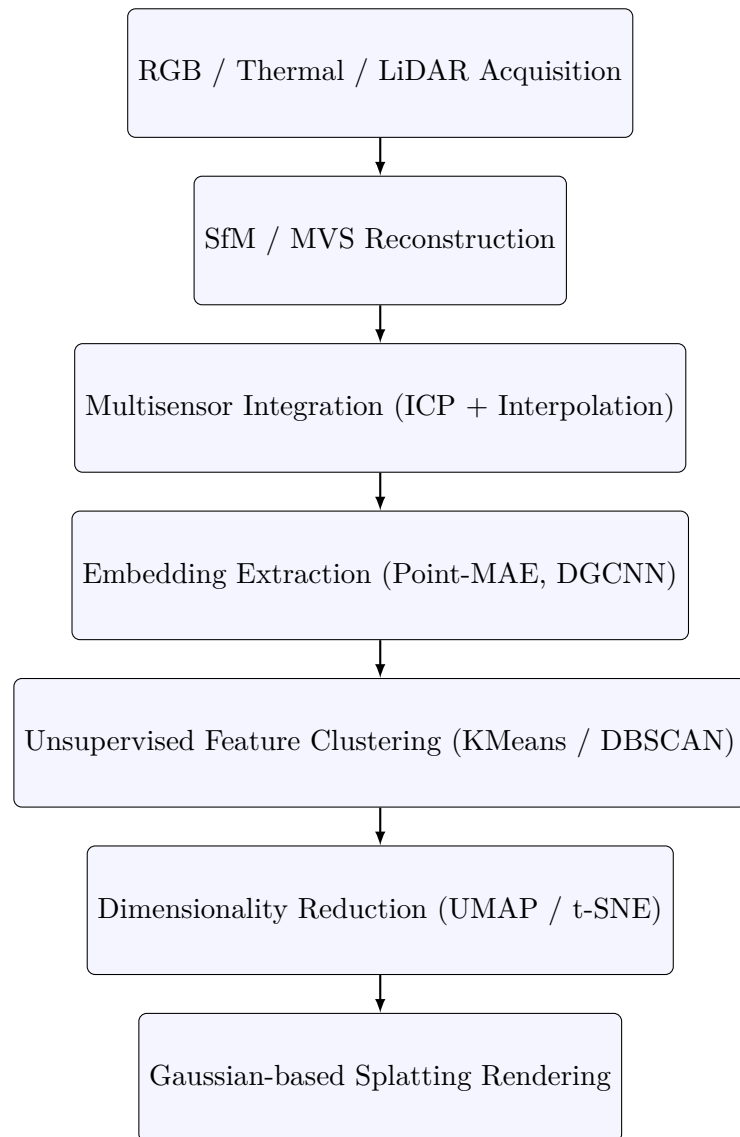 RGB / Thermal / LiDAR Acquisition
SfM / MVS Reconstruction
Multisensor Integration (ICP + Interpolation)
Embedding Extraction (Point-MAE, DGCNN)
Unsupervised Feature Clustering (KMeans / DBSCAN)
Dimensionality Reduction (UMAP / t-SNE)
Gaussian-based Splatting Rendering